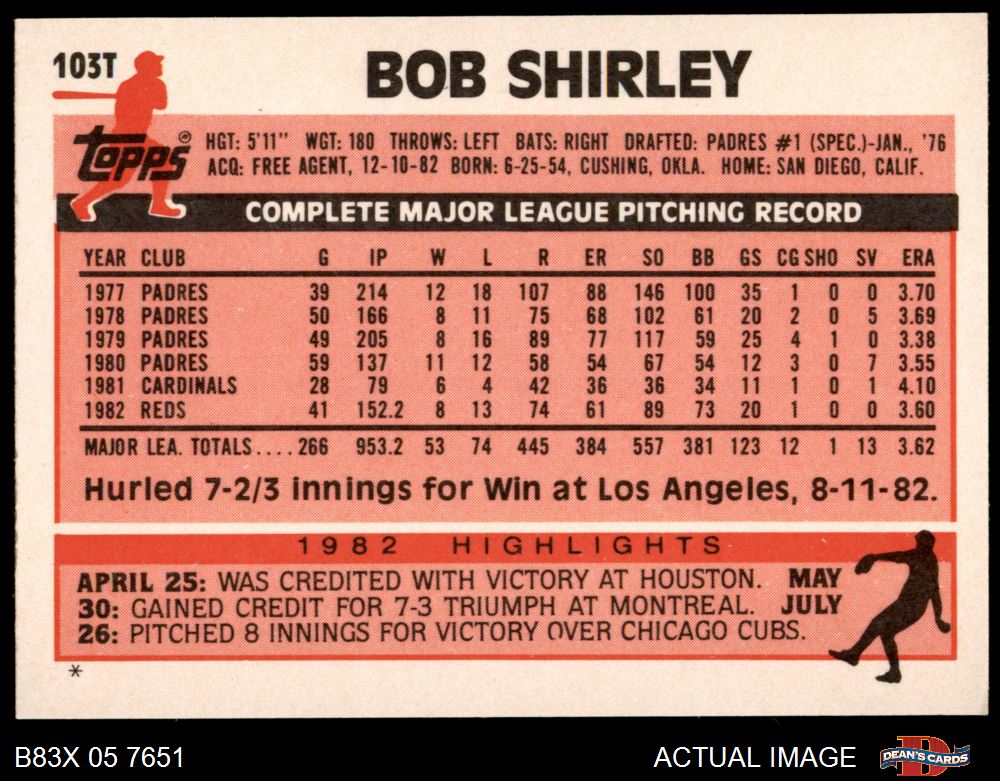 103T
BOB SHIRLEY
Topps®
HGT: 5'11" WGT: 180 THROWS: LEFT BATS: RIGHT DRAFTED: PADRES #1 (SPEC.)-JAN., '76
ACQ: FREE AGENT, 12-10-82 BORN: 6-25-54, CUSHING, OKLA. HOME: SAN DIEGO, CALIF.
COMPLETE MAJOR LEAGUE PITCHING RECORD
YEAR CLUB G IP W L R ER SO BB GS CG SHO SV ERA
1977 PADRES 39 214 12 18 107 88 146 100 35 1 0 0 3.70
1978 PADRES 50 166 8 11 75 68 102 61 20 2 0 5 3.69
1979 PADRES 49 205 8 16 89 77 117 59 25 4 1 0 3.38
1980 PADRES 59 137 11 12 58 54 67 54 12 3 0 7 3.55
1981 CARDINALS 28 79 6 4 42 36 36 34 11 1 0 1 4.10
1982 REDS 41 152.2 8 13 74 61 89 73 20 1 0 0 3.60
MAJOR LEA. TOTALS.... 266 953.2 53 74 445 384 557 381 123 12 1 13 3.62
Hurled 7-2/3 innings for Win at Los Angeles, 8-11-82.
1982 HIGHLIGHTS
APRIL 25: WAS CREDITED WITH VICTORY AT HOUSTON. MAY
30: GAINED CREDIT FOR 7-3 TRIUMPH AT MONTREAL. JULY
26: PITCHED 8 INNINGS FOR VICTORY OVER CHICAGO CUBS.
*
B83X 05 7651
ACTUAL IMAGE
D
DEAN'S CARDS